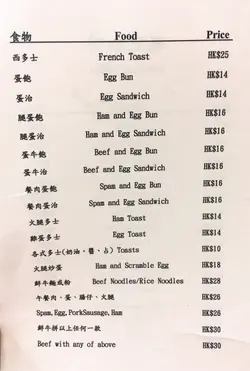 食物 Food Price
西多士 French Toast HK$25
蛋飽 Egg Bun HK$14
蛋治 Egg Sandwich HK$14
腿蛋飽 Ham and Egg Bun HK$16
腿蛋治 Ham and Egg Sandwich HK$16
蛋牛飽 Beef and Egg Bun HK$16
蛋牛治 Beef and Egg Sandwich HK$16
餐肉蛋飽 Spam and Egg Bun HK$16
餐肉蛋治 Spam and Egg Sandwich HK$16
火腿多士 Ham Toast HK$14
雞蛋多士 Egg Toast HK$14
各式多士(奶油,醬,占) Toasts HK$10
火腿炒蛋 Ham and Scramble Egg HK$18
鮮牛麵或粉 Beef Noodles/Rice Noodles HK$28
午餐肉、蛋、腸仔、火腿 HK$26
Spam,Egg,PorkSausage,Ham HK$26
鮮牛拼以上任何一款 HK$30
Beef with any of above HK$30